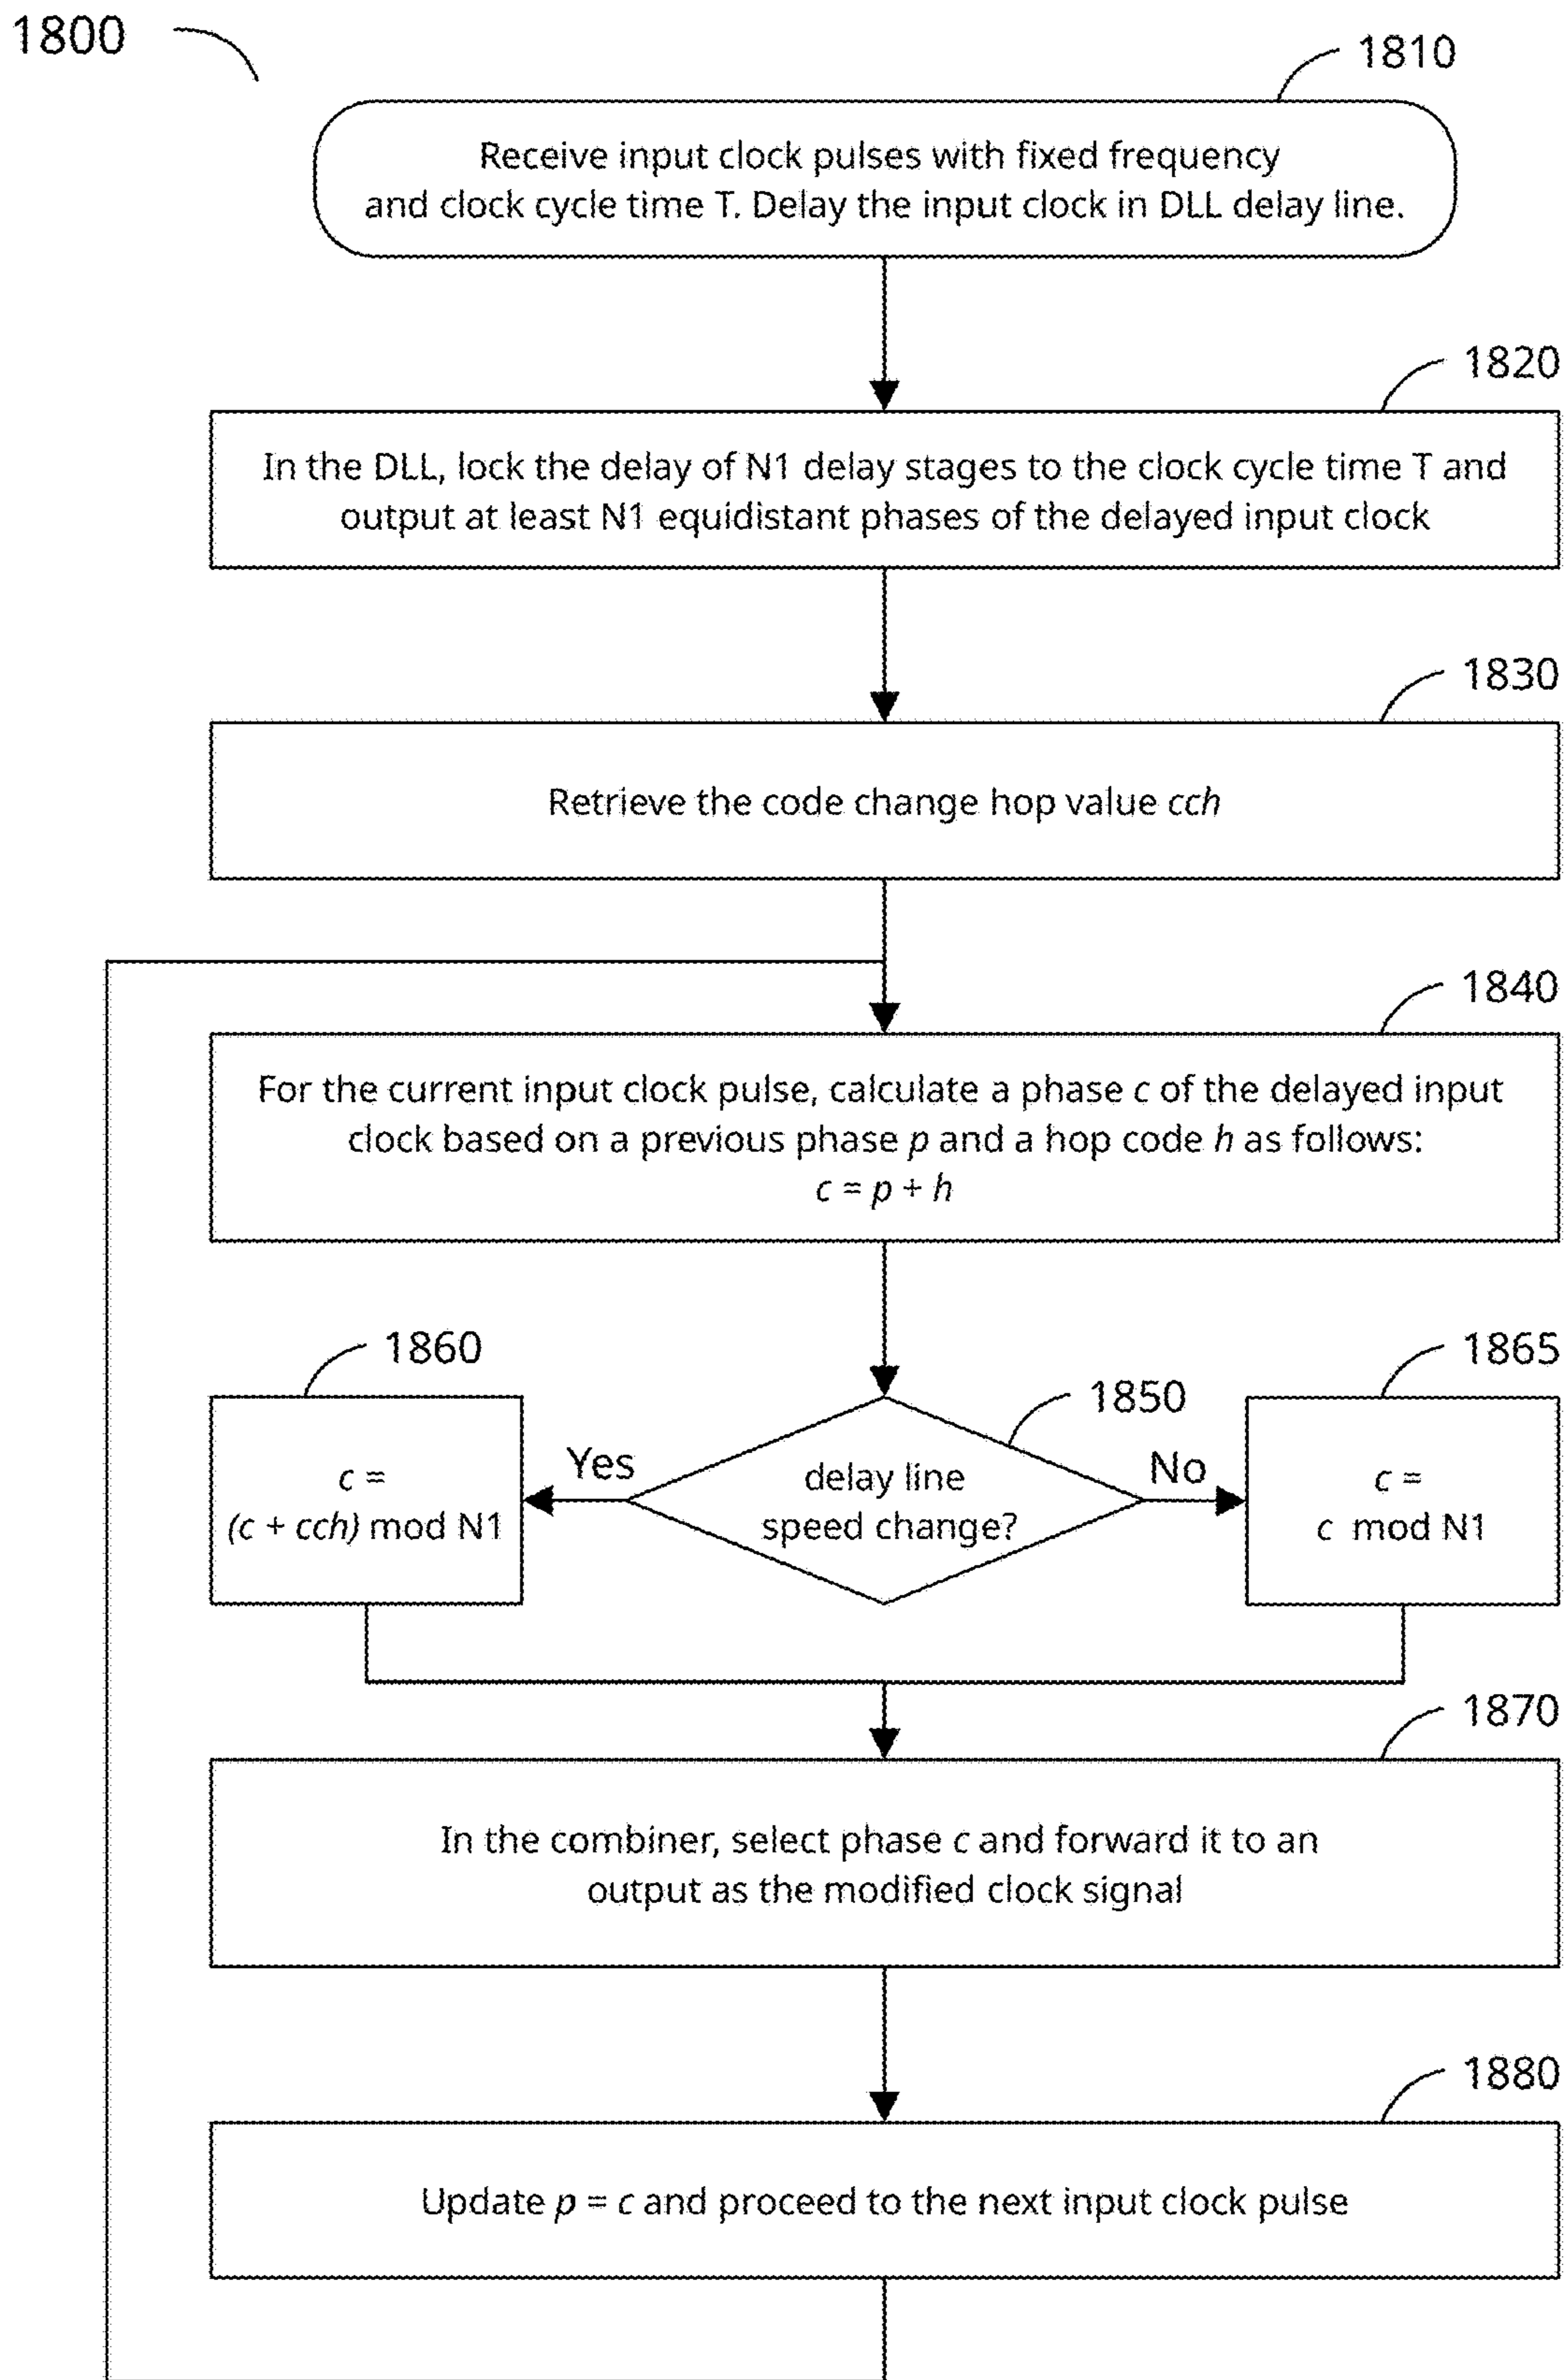 1800
1810
Receive input clock pulses with fixed frequency
and clock cycle time T. Delay the input clock in DLL delay line.
1820
In the DLL, lock the delay of N1 delay stages to the clock cycle time T and
output at least N1 equidistant phases of the delayed input clock
1830
Retrieve the code change hop value cch
1840
For the current input clock pulse, calculate a phase c of the delayed input
clock based on a previous phase p and a hop code h as follows:
c = p + h
1860
c =
(c + cch) mod N1
Yes
1850
delay line
speed change?
No
1865
c =
c mod N1
1870
In the combiner, select phase c and forward it to an
output as the modified clock signal
1880
Update p = c and proceed to the next input clock pulse